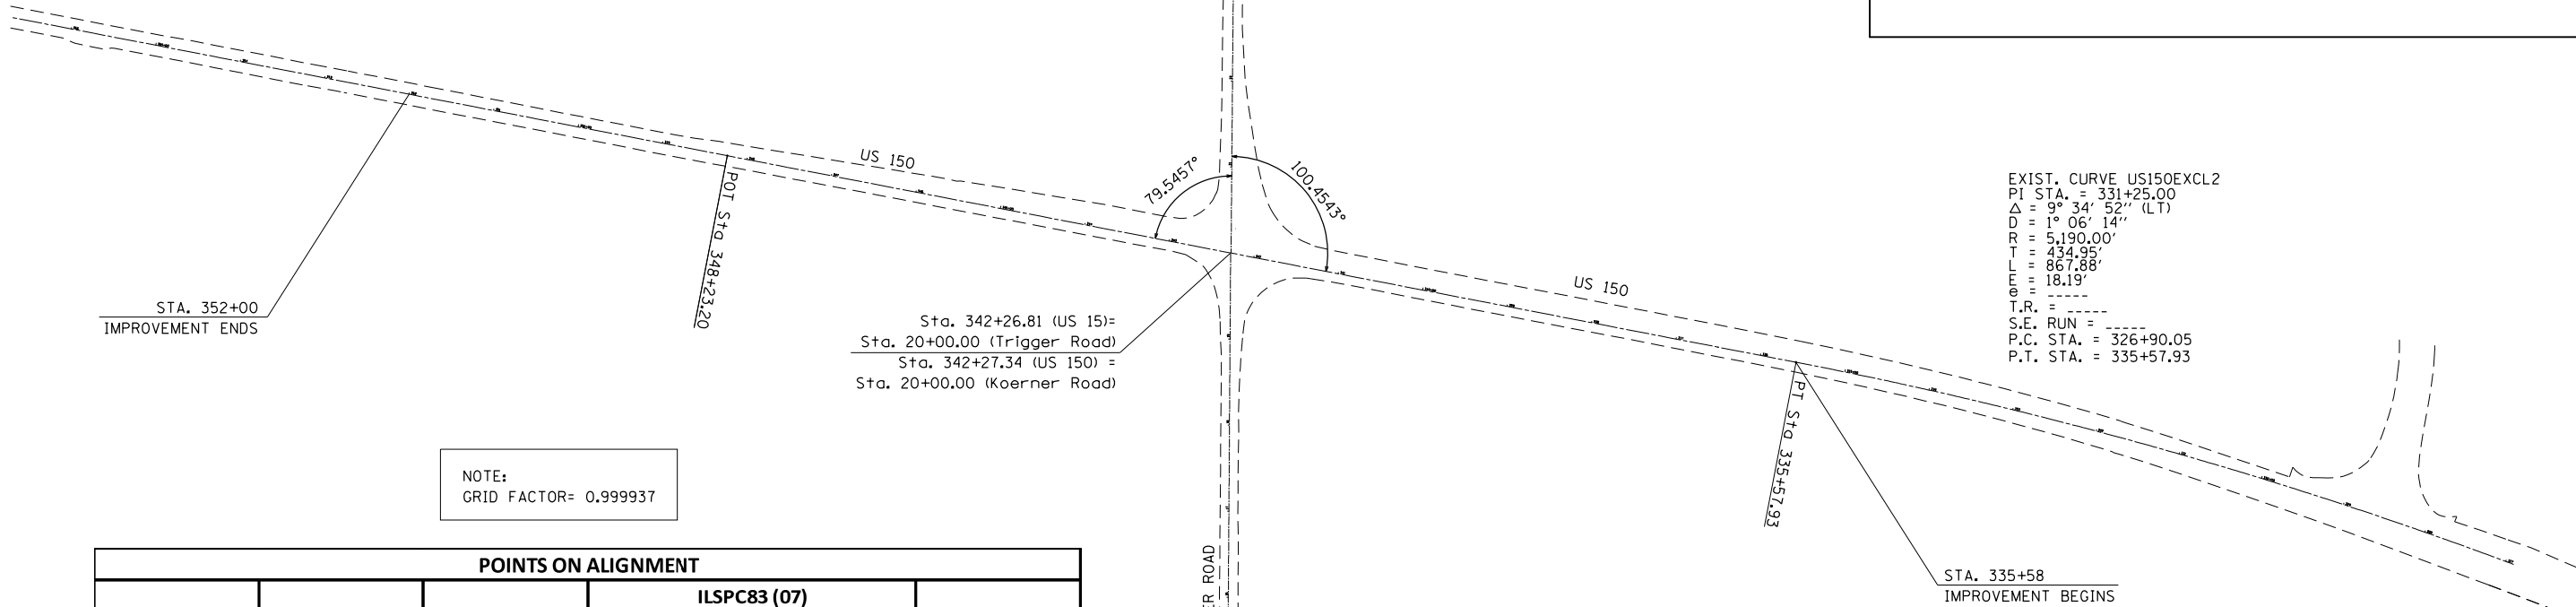 US 150
79.5457°
100.4543°
POT Sta 348+23.20
STA. 352+00
IMPROVEMENT ENDS
Sta. 342+26.81 (US 15)=
Sta. 20+00.00 (Trigger Road)
Sta. 342+27.34 (US 150) =
Sta. 20+00.00 (Koerner Road)
US 150
EXIST. CURVE US150EXCL2
PI STA. = 331+25.00
Δ = 9° 34' 52'' (LT)
D = 1° 06' 14''
R = 5,190.00'
T = 434.95'
L = 867.88'
E = 18.19'
e = -----
T.R. = -----
S.E. RUN = -----
P.C. STA. = 326+90.05
P.T. STA. = 335+57.93
PT Sta 335+57.93
STA. 335+58
IMPROVEMENT BEGINS
NOTE:
GRID FACTOR= 0.999937
ER ROAD
POINTS ON ALIGNMENT
ILSPC83 (07)